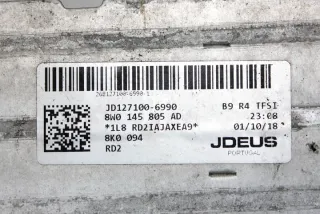 JD127100-6990 B9 R4 TFSI
8W0 145 805 AD 23:08
*1L8 RD2IAJAXEA9* 01/10/18
8K0 094
RD2
JDEUS
PORTUGAL